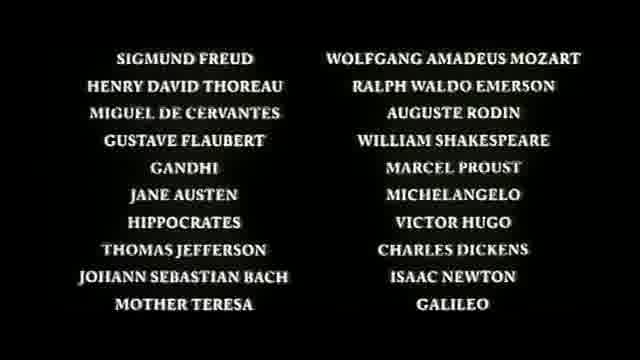 SIGMUND FREUD
HENRY DAVID THOREAU
MIGUEL DE CERVANTES
GUSTAVE FLAUBERT
GANDHI
JANE AUSTEN
HIPPOCRATES
THOMAS JEFFERSON
JOHANN SEBASTIAN BACH
MOTHER TERESA
WOLFGANG AMADEUS MOZART
RALPH WALDO EMERSON
AUGUSTE RODIN
WILLIAM SHAKESPEARE
MARCEL PROUST
MICHELANGELO
VICTOR HUGO
CHARLES DICKENS
ISAAC NEWTON
GALILEO